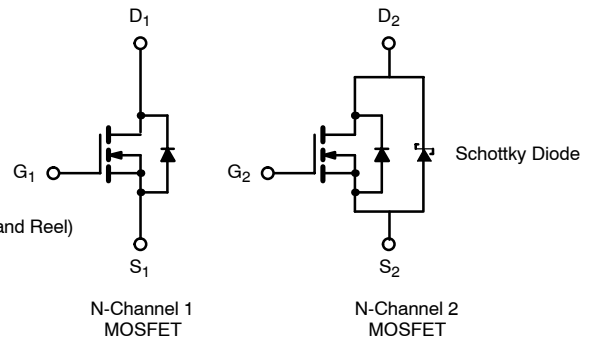 D1
D2
G1
G2
Schottky Diode
and Reel)
S1
S2
N-Channel 1
MOSFET
N-Channel 2
MOSFET